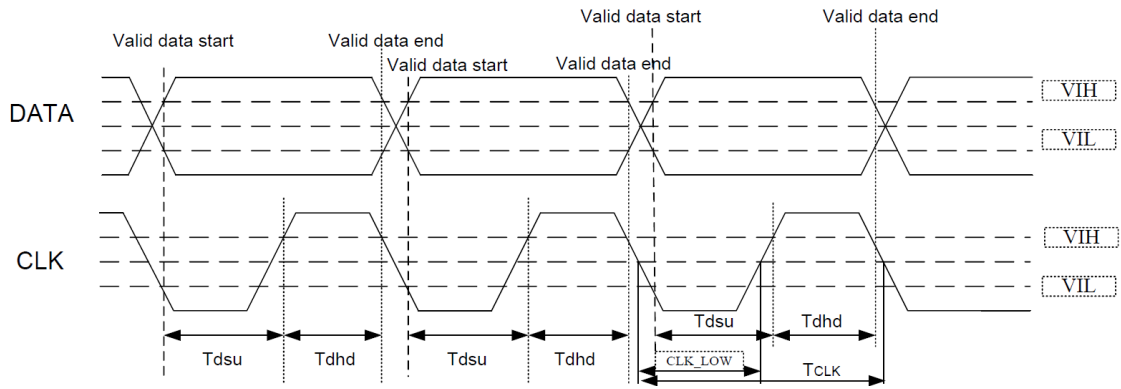 Valid data start
Valid data end
Valid data start
Valid data end
Valid data start
Valid data end
DATA
VIH
VIL
CLK
VIH
VIL
Tdsu
Tdhd
Tdsu
Tdhd
Tdsu
Tdhd
CLK_LOW
TCLK